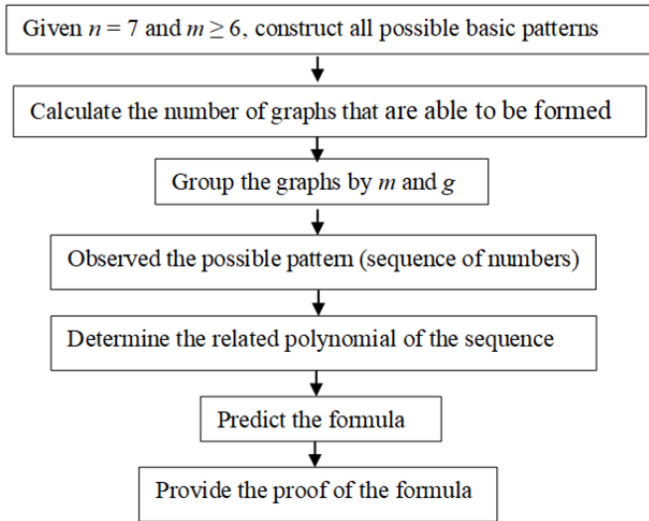 Given n = 7 and m ≥ 6, construct all possible basic patterns
Calculate the number of graphs that are able to be formed
Group the graphs by m and g
Observed the possible pattern (sequence of numbers)
Determine the related polynomial of the sequence
Predict the formula
Provide the proof of the formula